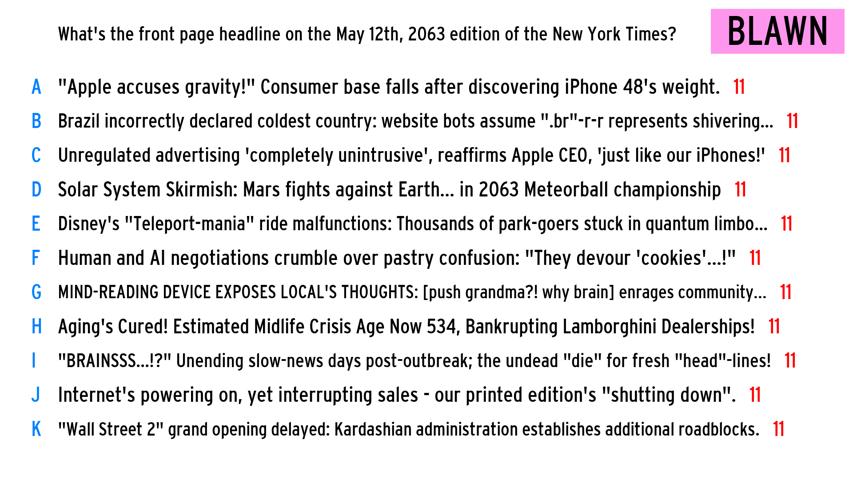 What's the front page headline on the May 12th, 2063 edition of the New York Times?
BLAWN
A "Apple accuses gravity!" Consumer base falls after discovering iPhone 48's weight. 11
B Brazil incorrectly declared coldest country: website bots assume ".br"-r-r represents shivering... 11
C Unregulated advertising 'completely unintrusive', reaffirms Apple CEO, 'just like our iPhones!' 11
D Solar System Skirmish: Mars fights against Earth... in 2063 Meteorball championship 11
E Disney's "Teleport-mania" ride malfunctions: Thousands of park-goers stuck in quantum limbo... 11
F Human and AI negotiations crumble over pastry confusion: "They devour 'cookies'...!" 11
G MIND-READING DEVICE EXPOSES LOCAL'S THOUGHTS: [push grandma?! why brain] enrages community... 11
H Aging's Cured! Estimated Midlife Crisis Age Now 534, Bankrupting Lamborghini Dealerships! 11
I "BRAINSSS...!?" Unending slow-news days post-outbreak; the undead "die" for fresh "head"-lines! 11
J Internet's powering on, yet interrupting sales - our printed edition's "shutting down". 11
K "Wall Street 2" grand opening delayed: Kardashian administration establishes additional roadblocks. 11